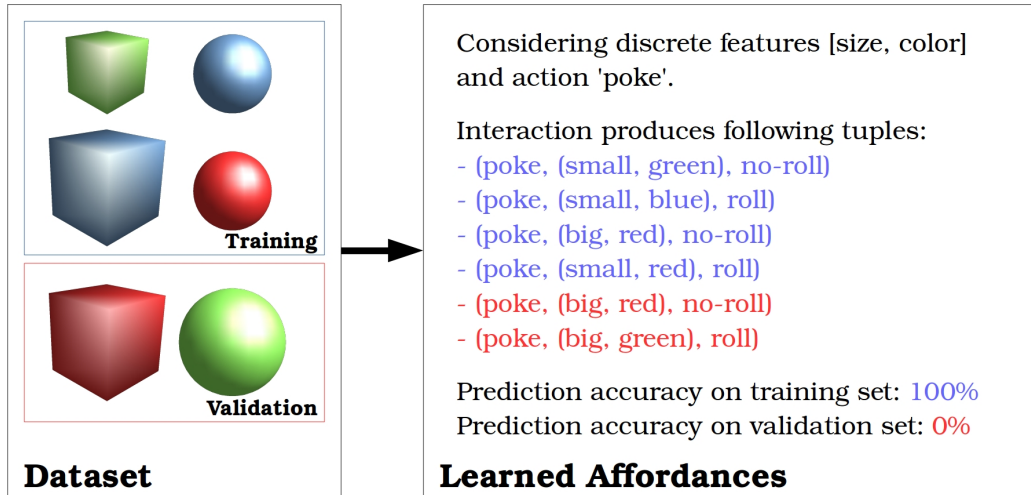 Training
Validation
Dataset
Considering discrete features [size, color]
and action 'poke'.
Interaction produces following tuples:
- (poke, (small, green), no-roll)
- (poke, (small, blue), roll)
- (poke, (big, red), no-roll)
- (poke, (small, red), roll)
- (poke, (big, red), no-roll)
- (poke, (big, green), roll)
Prediction accuracy on training set: 100%
Prediction accuracy on validation set: 0%
Learned Affordances